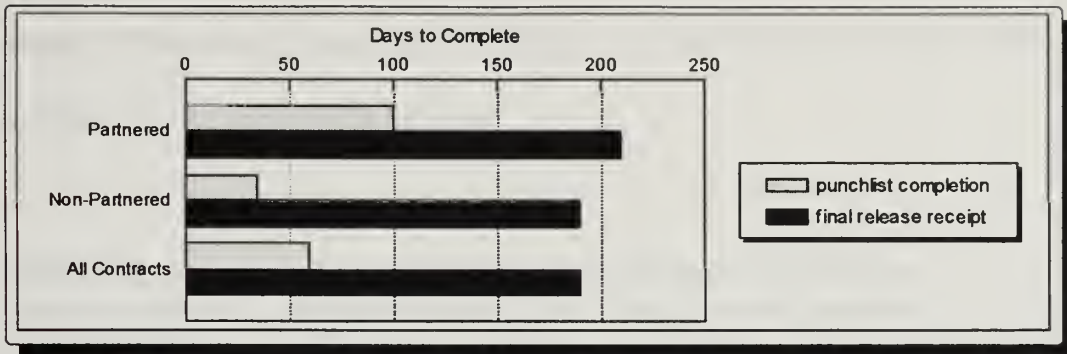 Days to Complete
0 50 100 150 200 250
Partnered
Non-Partnered
All Contracts
punchlist completion
final release receipt